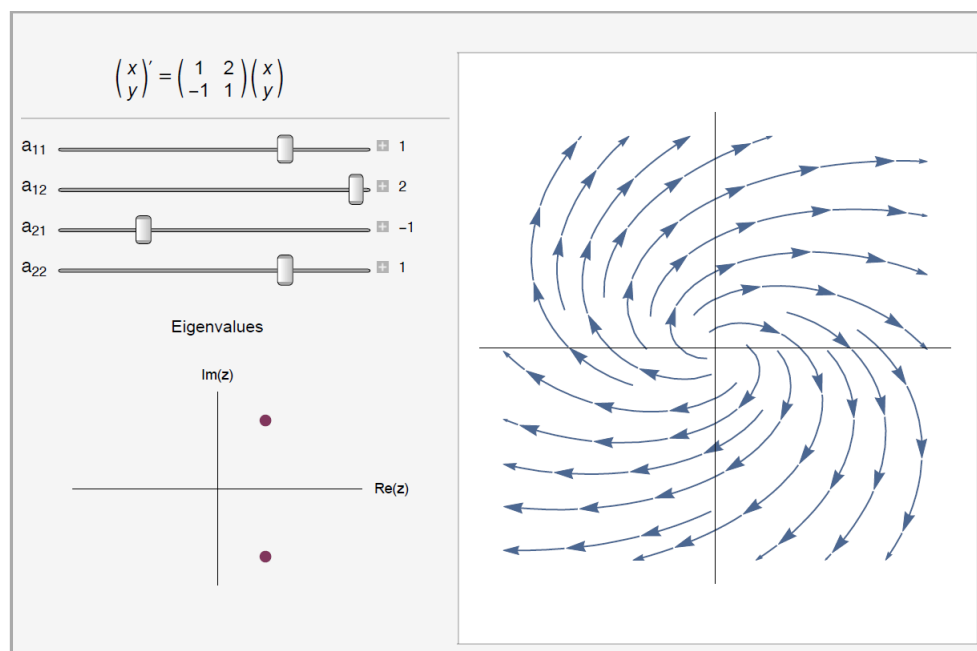 (x y)′ = (1 2 −1 1)(x y)
a11 1
a12 2
a21 −1
a22 1
Eigenvalues
Im(z)
Re(z)